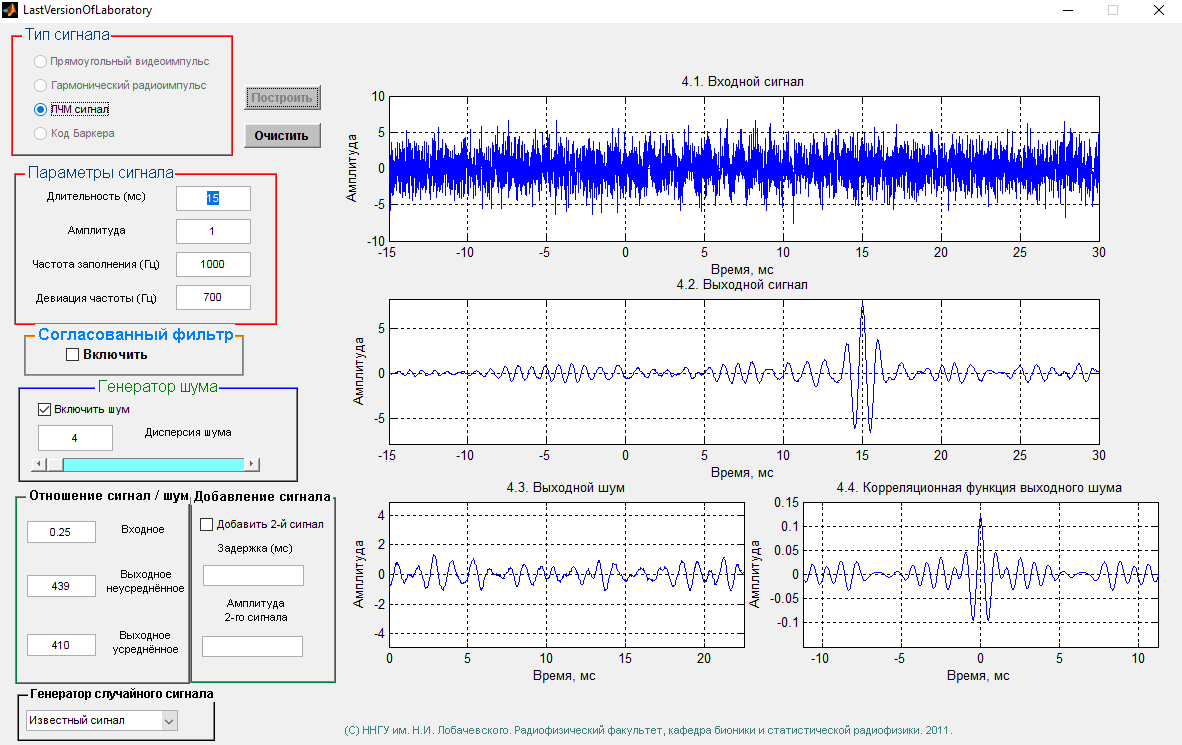 LastVersionOfLaboratory
Тип сигнала
Прямоугольный видеоимпульс
Гармонический радиоимпульс
ЛЧМ сигнал
Код Баркера
Построить
Очистить
Параметры сигнала
Длительность (мс)
15
Амплитуда
1
Частота заполнения (Гц)
1000
Девиация частоты (Гц)
700
Согласованный фильтр
Включить
Генератор шума
Включить шум
4
Дисперсия шума
Отношение сигнал / шум
0.25
Входное
439
Выходное
неусреднённое
410
Выходное
усреднённое
Добавление сигнала
Добавить 2-й сигнал
Задержка (мс)
Амплитуда
2-го сигнала
Генератор случайного сигнала
Известный сигнал
4.1. Входной сигнал
Амплитуда
10
5
0
-5
-10
-15 -10 -5 0 5 10 15 20 25 30
Время, мс
4.2. Выходной сигнал
Амплитуда
5
0
-5
-15 -10 -5 0 5 10 15 20 25 30
Время, мс
4.3. Выходной шум
Амплитуда
4
2
0
-2
-4
0 5 10 15 20
Время, мс
4.4. Корреляционная функция выходного шума
Амплитуда
0.15
0.1
0.05
0
-0.05
-0.1
-10 -5 0 5 10
Время, мс
(С) ННГУ им. Н.И. Лобачевского. Радиофизический факультет, кафедра бионики и статистической радиофизики. 2011.